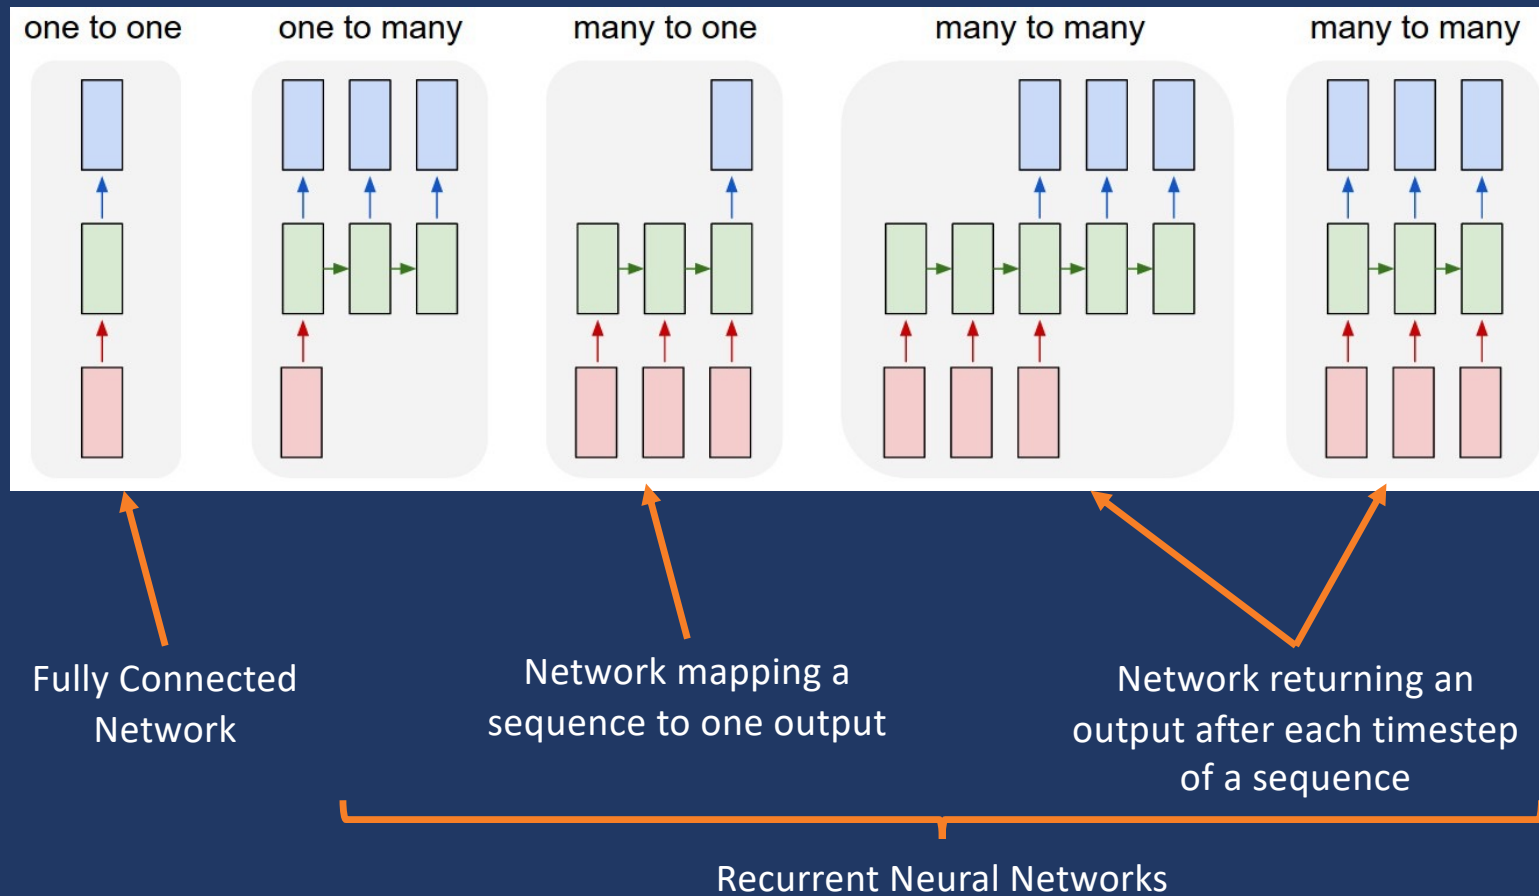 one to one
one to many
many to one
many to many
many to many
Fully Connected
Network
Network mapping a
sequence to one output
Network returning an
output after each timestep
of a sequence
Recurrent Neural Networks